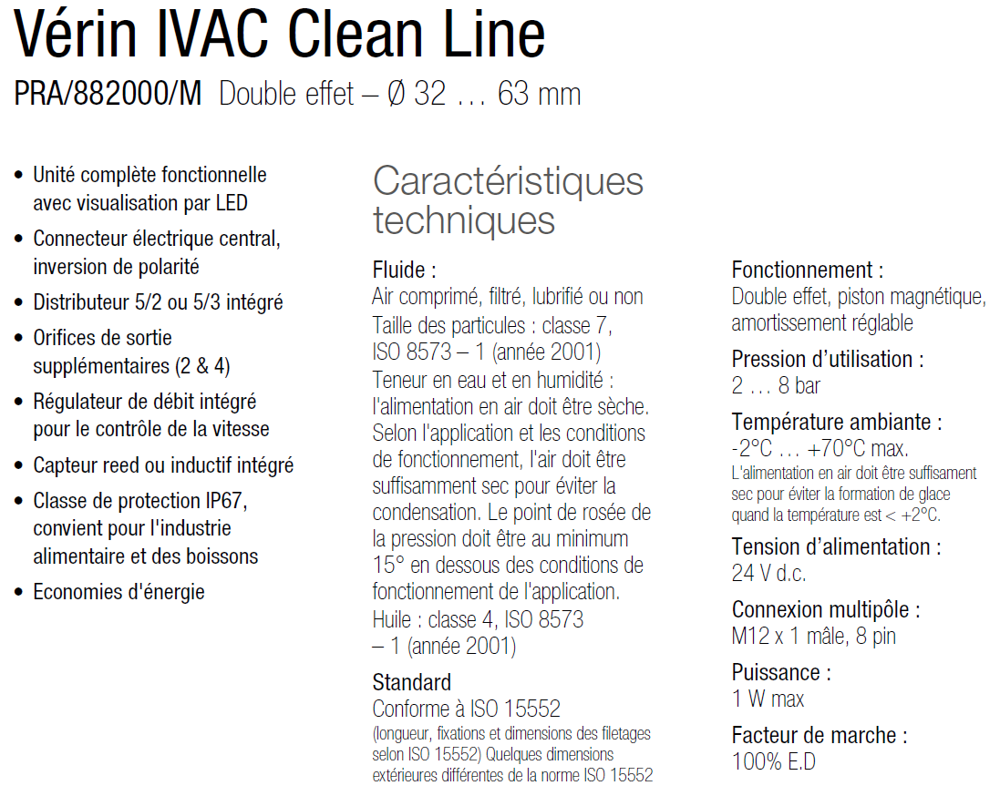 Vérin IVAC Clean Line
PRA/882000/M Double effet – Ø 32 … 63 mm
• Unité complète fonctionnelle
avec visualisation par LED
• Connecteur électrique central,
inversion de polarité
• Distributeur 5/2 ou 5/3 intégré
• Orifices de sortie
supplémentaires (2 & 4)
• Régulateur de débit intégré
pour le contrôle de la vitesse
• Capteur reed ou inductif intégré
• Classe de protection IP67,
convient pour l'industrie
alimentaire et des boissons
• Economies d'énergie
Caractéristiques
techniques
Fluide :
Air comprimé, filtré, lubrifié ou non
Taille des particules : classe 7,
ISO 8573 – 1 (année 2001)
Teneur en eau et en humidité :
l'alimentation en air doit être sèche.
Selon l'application et les conditions
de fonctionnement, l'air doit être
suffisamment sec pour éviter la
condensation. Le point de rosée de
la pression doit être au minimum
15° en dessous des conditions de
fonctionnement de l'application.
Huile : classe 4, ISO 8573
– 1 (année 2001)
Standard
Conforme à ISO 15552
(longueur, fixations et dimensions des filetages
selon ISO 15552) Quelques dimensions
extérieures différentes de la norme ISO 15552
Fonctionnement :
Double effet, piston magnétique,
amortissement réglable
Pression d’utilisation :
2 … 8 bar
Température ambiante :
-2°C … +70°C max.
L'alimentation en air doit être suffisament
sec pour éviter la formation de glace
quand la température est < +2°C.
Tension d’alimentation :
24 V d.c.
Connexion multipôle :
M12 x 1 mâle, 8 pin
Puissance :
1 W max
Facteur de marche :
100% E.D